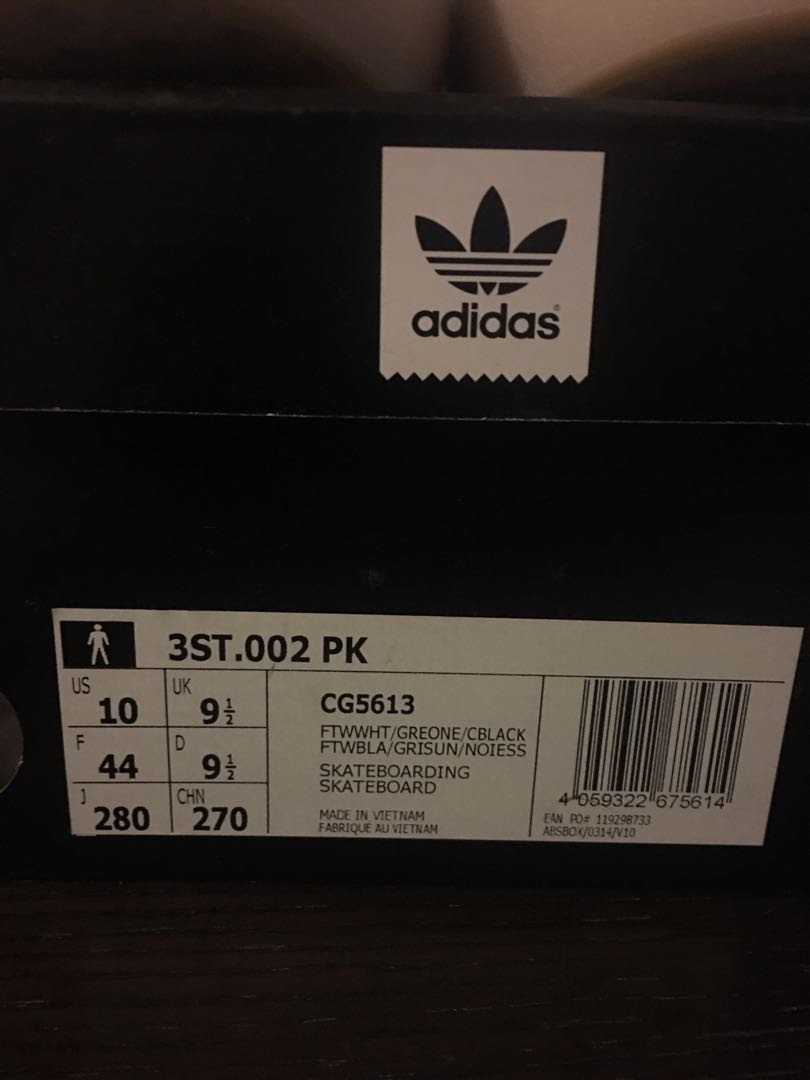 adidas®
3ST.002 PK
US 10 UK 9½
F 44 D 9½
J 280 CHN 270
CG5613
FTWWHT/GREONE/CBLACK
FTWBLA/GRISUN/NOIESS
SKATEBOARDING
SKATEBOARD
MADE IN VIETNAM
FABRIQUE AU VIETNAM
4 059322 675614
EAN PO# 119298733
ABSBOX/0314/V10